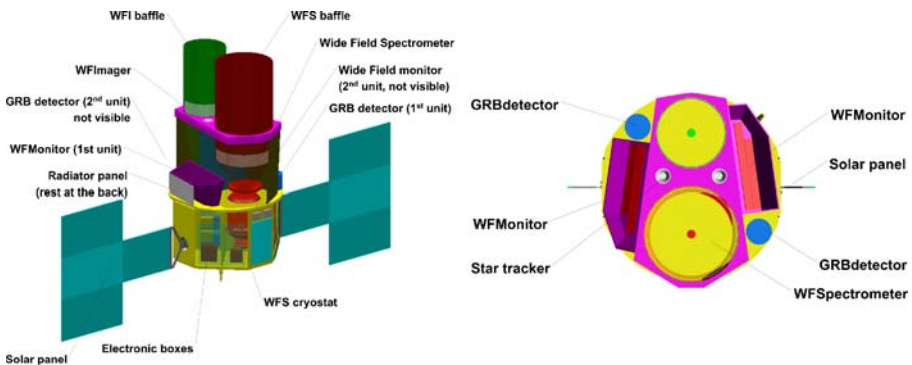 WFI baffle
WFS baffle
Wide Field Spectrometer
WFImager
Wide Field monitor
(2nd unit, not visible)
GRB detector (2nd unit)
not visible
GRB detector (1st unit)
WFMonitor (1st unit)
Radiator panel
(rest at the back)
WFS cryostat
Electronic boxes
Solar panel
GRBdetector
WFMonitor
Solar panel
WFMonitor
Star tracker
GRBdetector
WFSpectrometer